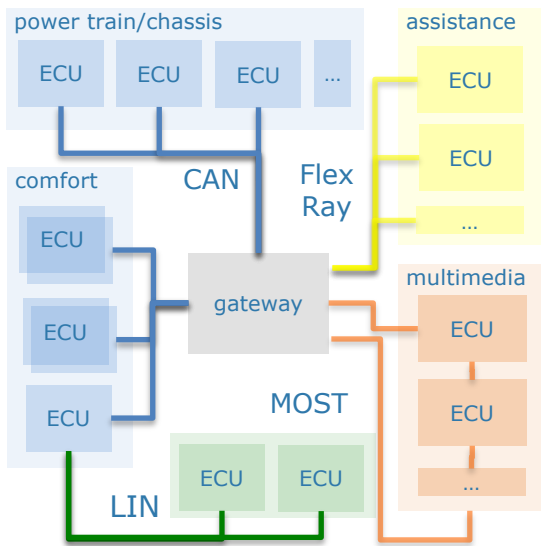 power train/chassis
ECU
ECU
ECU
...
assistance
ECU
ECU
...
CAN
Flex
Ray
comfort
ECU
ECU
ECU
gateway
multimedia
ECU
ECU
...
MOST
LIN
ECU
ECU